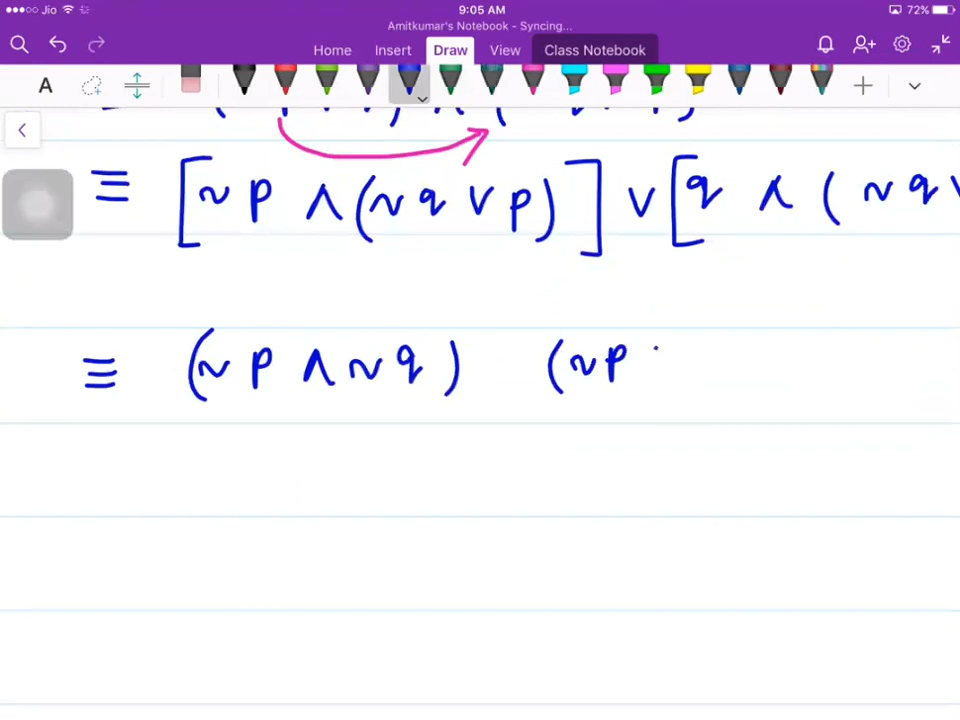 Jio 9:05 AM 72%
Amitkumar's Notebook - Syncing...
Home Insert Draw View Class Notebook
A
≡ [~p ∧ (~q ∨ p)] ∨ [q ∧ (~q ∨
≡ (~p ∧ ~q) (~p